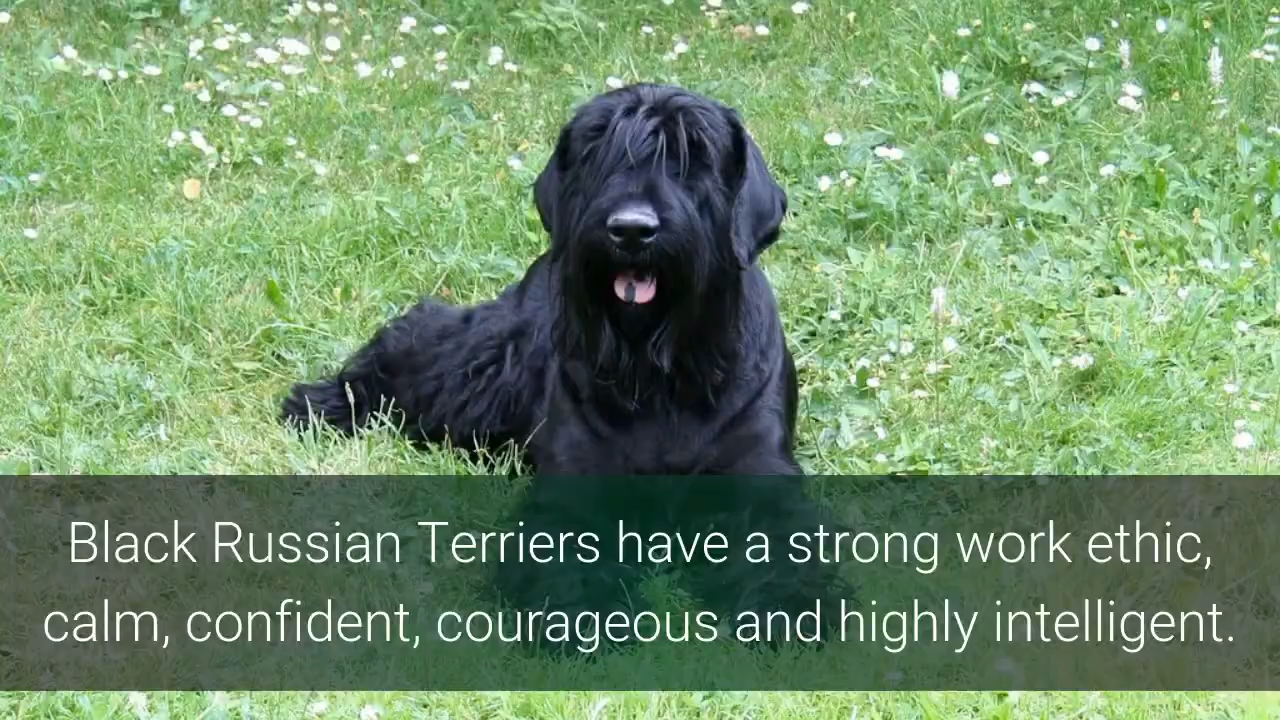 Black Russian Terriers have a strong work ethic,
calm, confident, courageous and highly intelligent.